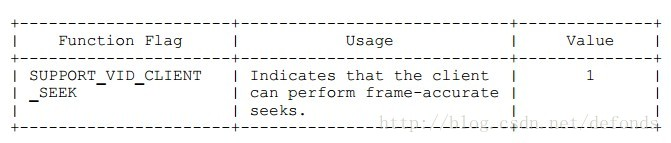 +----------------------+---------------------------+--------------+
|    Function Flag     |           Usage           |    Value     |
+----------------------+---------------------------+--------------+
| SUPPORT_VID_CLIENT   | Indicates that the client |      1       |
| _SEEK                | can perform frame-accurate |              |
|                      | seeks.                    |              |
+----------------------+---------------------------+--------------+
http://blog.csdn.net/defonds